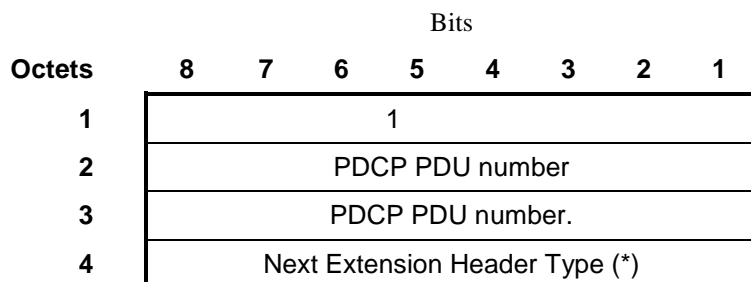 Bits
Octets 8 7 6 5 4 3 2 1
1 1
2 PDCP PDU number
3 PDCP PDU number.
4 Next Extension Header Type (*)